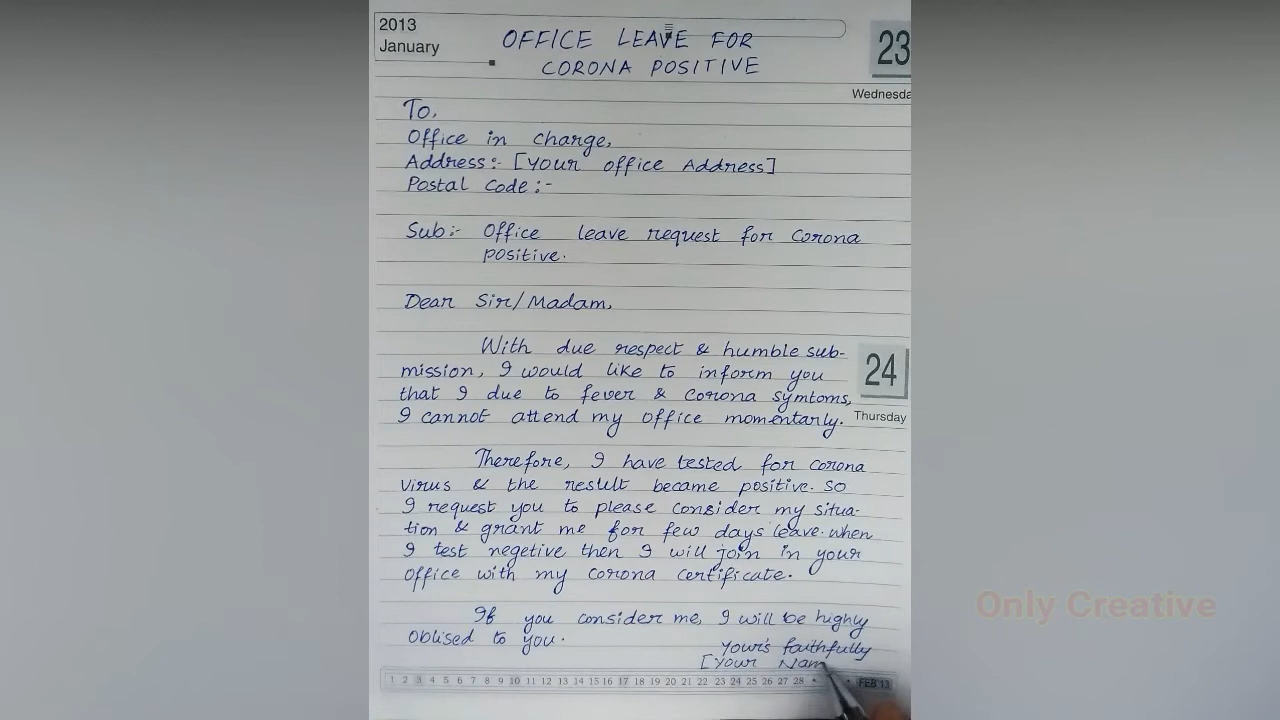 2013
January
23
Wednesda
OFFICE LEAVE FOR
CORONA POSITIVE
To,
Office in charge,
Address:- [Your office Address]
Postal Code:-
Sub:- Office leave request for Corona
positive.
Dear Sir/Madam,
With due respect & humble sub-
mission, I would like to inform you
that I due to fever & Corona symtoms,
I cannot attend my office momentarly.
24
Thursday
Therefore, I have tested for corona
virus & the result became positive. So
I request you to please consider my situa-
tion & grant me for few days leave. when
I test negetive then I will join in your
office with my corona certificate.
If you consider me, I will be highly
oblised to you.
Your's faithfully
[Your Nam
1 2 3 4 5 6 7 8 9 10 11 12 13 14 15 16 17 18 19 20 21 22 23 24 25 26 27 28
FEB'13
Only Creative